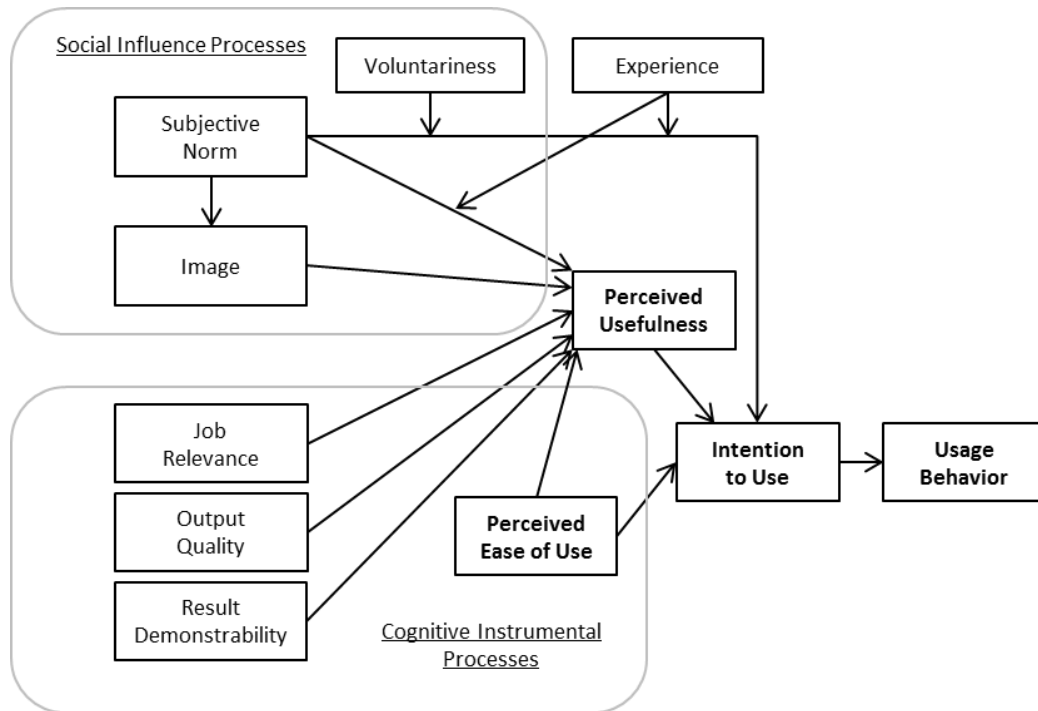 Social Influence Processes
Voluntariness
Experience
Subjective
Norm
Image
Perceived
Usefulness
Job
Relevance
Intention
to Use
Usage
Behavior
Output
Quality
Perceived
Ease of Use
Result
Demonstrability
Cognitive Instrumental
Processes